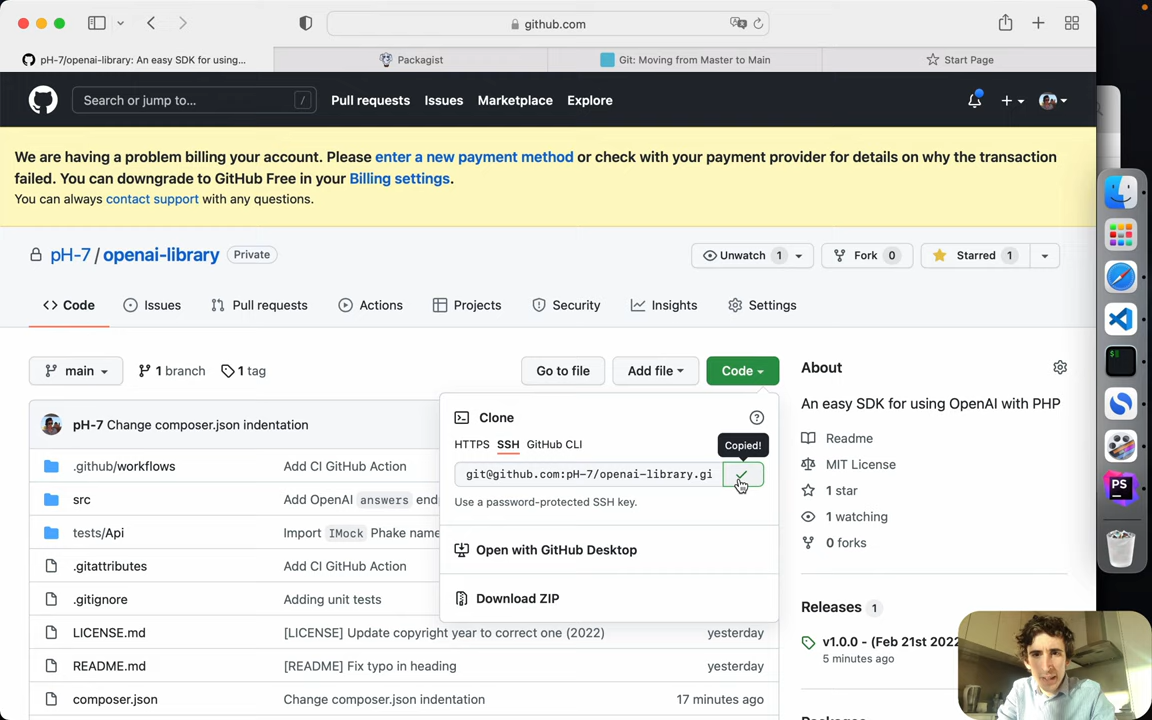 github.com
pH-7/openai-library: An easy SDK for using... Packagist Git: Moving from Master to Main Start Page
Search or jump to... / Pull requests Issues Marketplace Explore
We are having a problem billing your account. Please enter a new payment method or check with your payment provider for details on why the transaction
failed. You can downgrade to GitHub Free in your Billing settings.
You can always contact support with any questions.
pH-7 / openai-library Private Unwatch 1 Fork 0 Starred 1
<> Code Issues Pull requests Actions Projects Security Insights Settings
main 1 branch 1 tag Go to file Add file Code About
An easy SDK for using OpenAI with PHP
pH-7 Change composer.json indentation
Clone ?
HTTPS SSH GitHub CLI Copied!
git@github.com:pH-7/openai-library.gi
Use a password-protected SSH key.
Open with GitHub Desktop
Download ZIP
.github/workflows Add CI GitHub Action
src Add OpenAI answers end
tests/Api Import IMock Phake name
.gitattributes Add CI GitHub Action
.gitignore Adding unit tests
LICENSE.md [LICENSE] Update copyright year to correct one (2022) yesterday
README.md [README] Fix typo in heading yesterday
composer.json Change composer.json indentation 17 minutes ago
Readme
MIT License
1 star
1 watching
0 forks
Releases 1
v1.0.0 - (Feb 21st 2022
5 minutes ago
PS